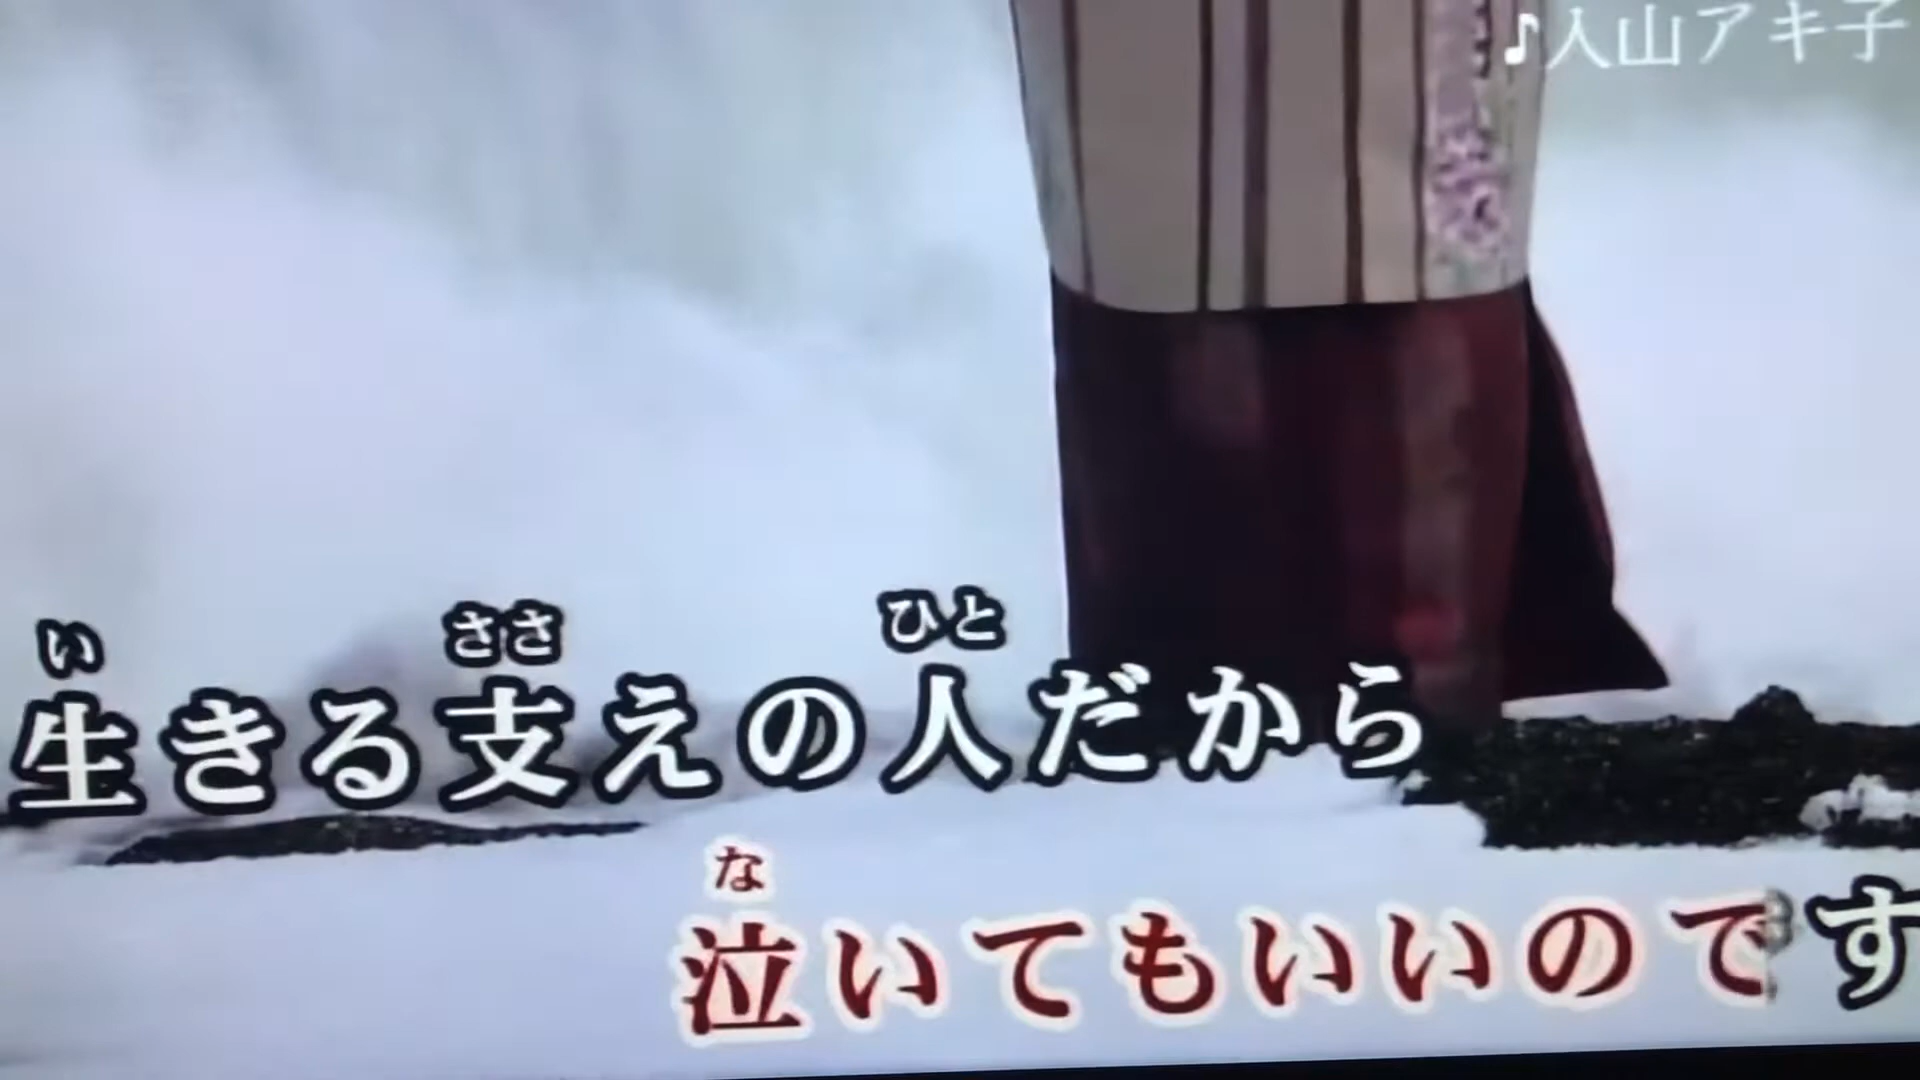 ♪入山アキ子
い ささ ひと
生きる支えの人だから
な
泣いてもいいのです